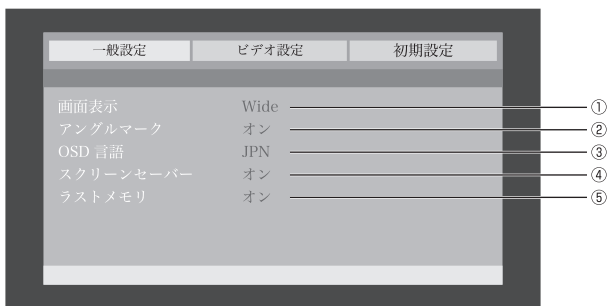 一般設定 ビデオ設定 初期設定
画面表示 Wide ①
アングルマーク オン ②
OSD 言語 JPN ③
スクリーンセーバー オン ④
ラストメモリ オン ⑤